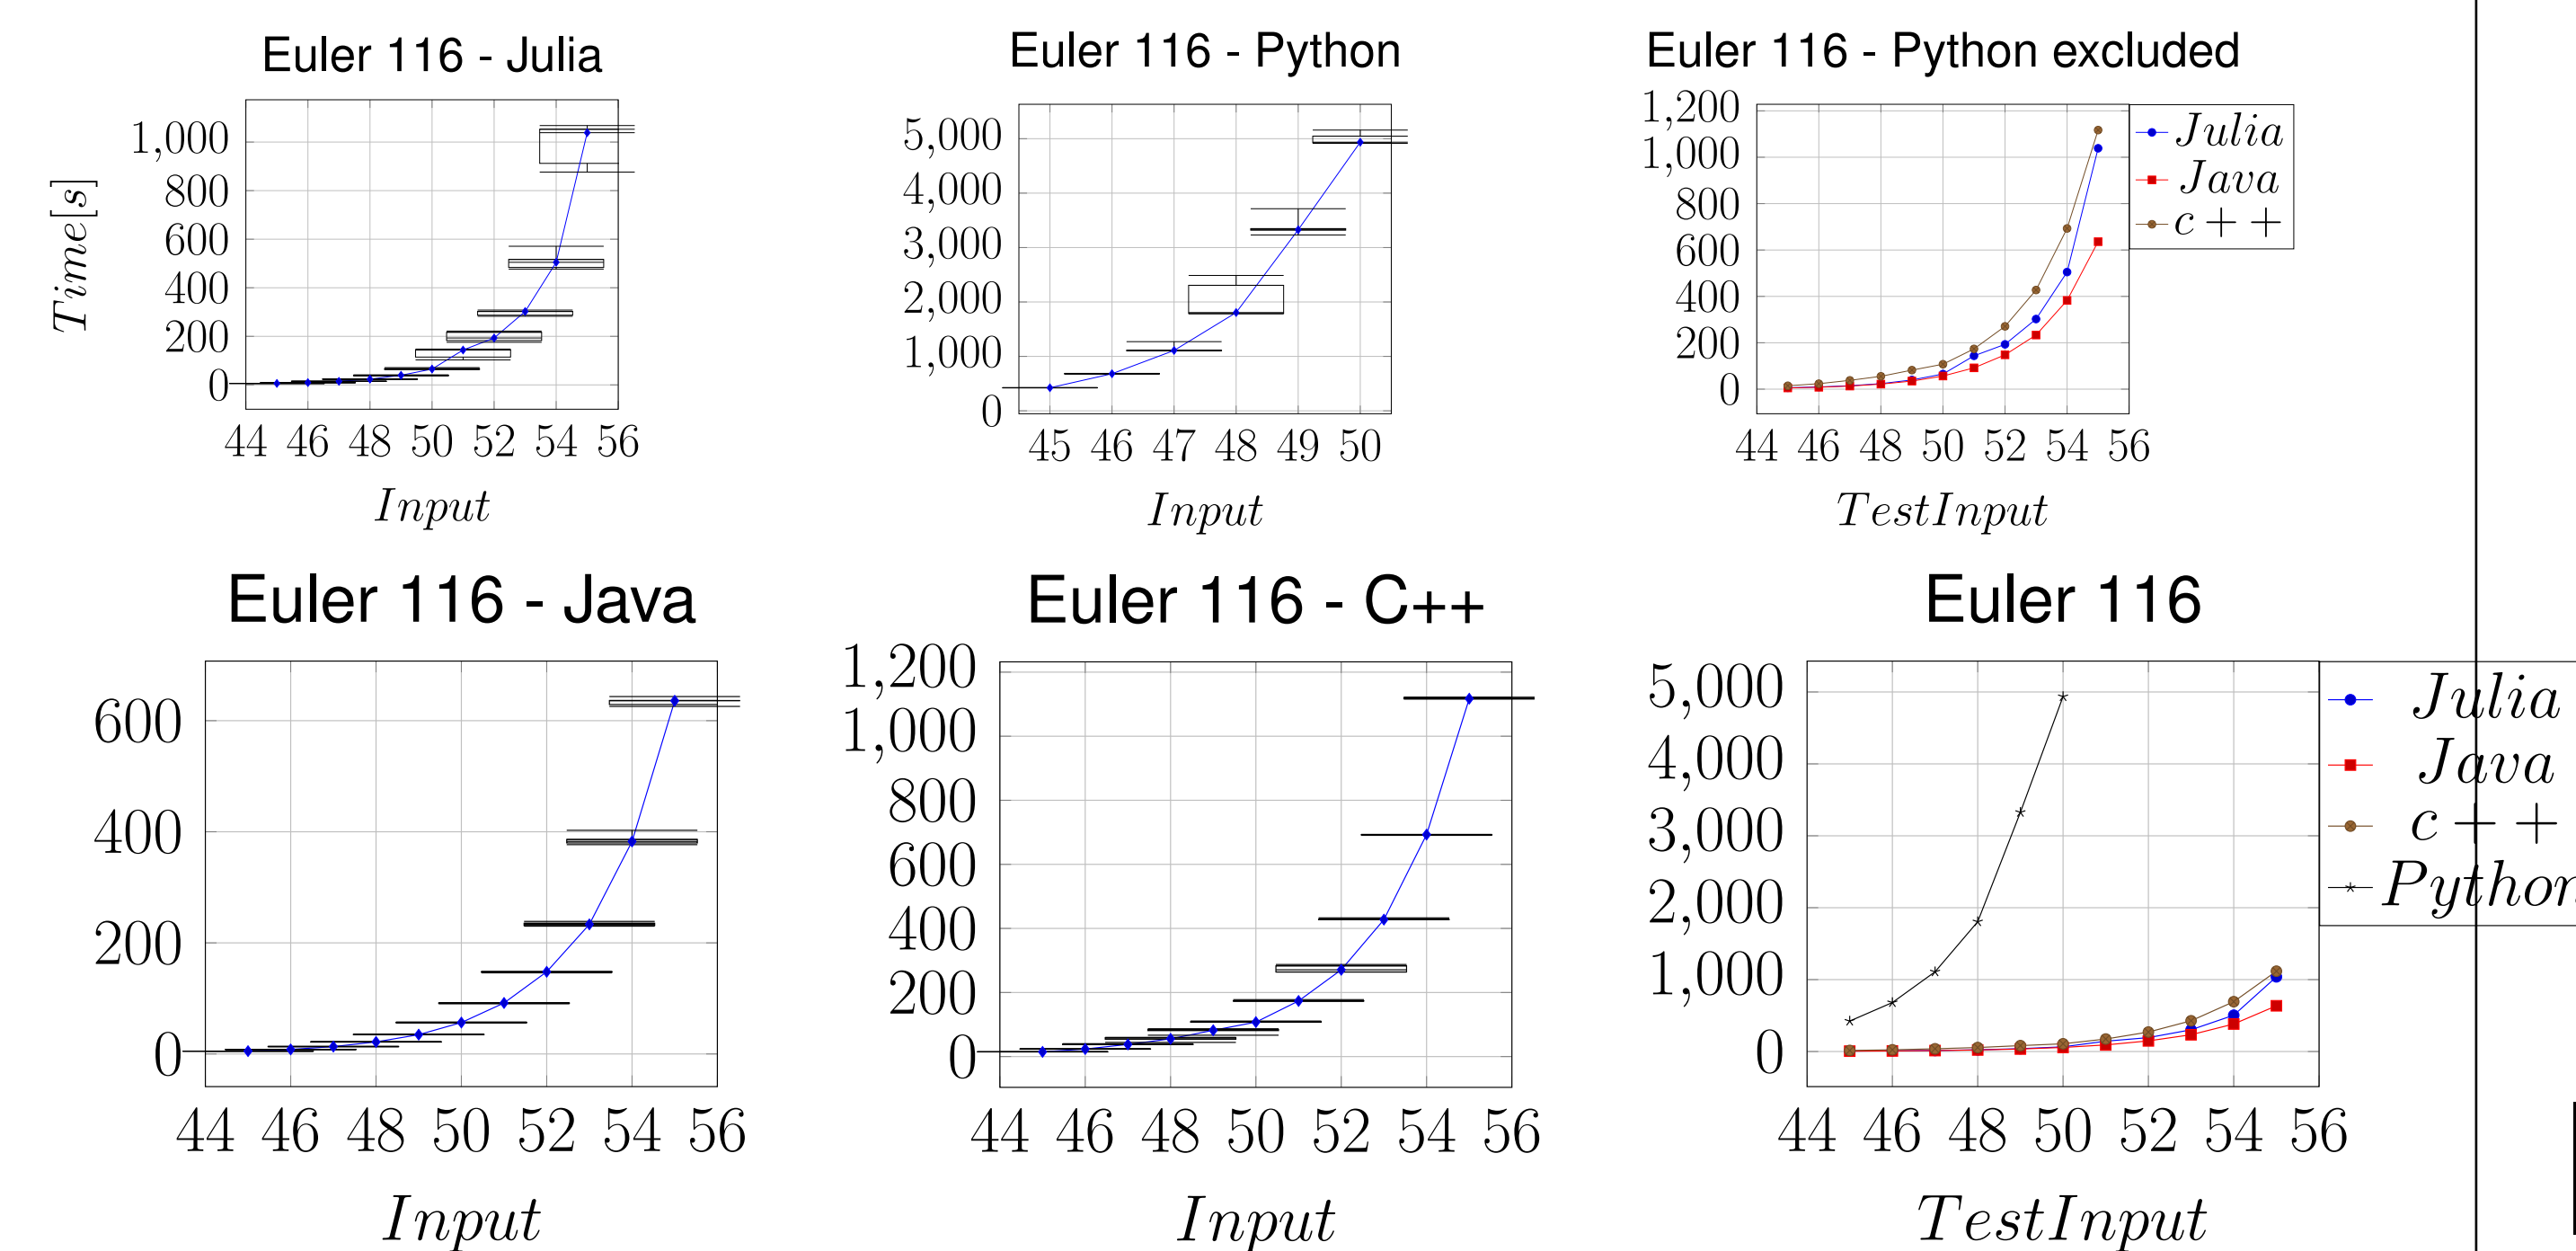 Euler 116 - Julia
Time[s]
1,000
800
600
400
200
0
44 46 48 50 52 54 56
Input
Euler 116 - Python
5,000
4,000
3,000
2,000
1,000
0
45 46 47 48 49 50
Input
Euler 116 - Python excluded
1,200
1,000
800
600
400
200
0
44 46 48 50 52 54 56
TestInput
Julia
Java
c + +
Euler 116 - Java
600
400
200
0
44 46 48 50 52 54 56
Input
Euler 116 - C++
1,200
1,000
800
600
400
200
0
44 46 48 50 52 54 56
Input
Euler 116
5,000
4,000
3,000
2,000
1,000
0
44 46 48 50 52 54 56
TestInput
Julia
Java
c + +
Python